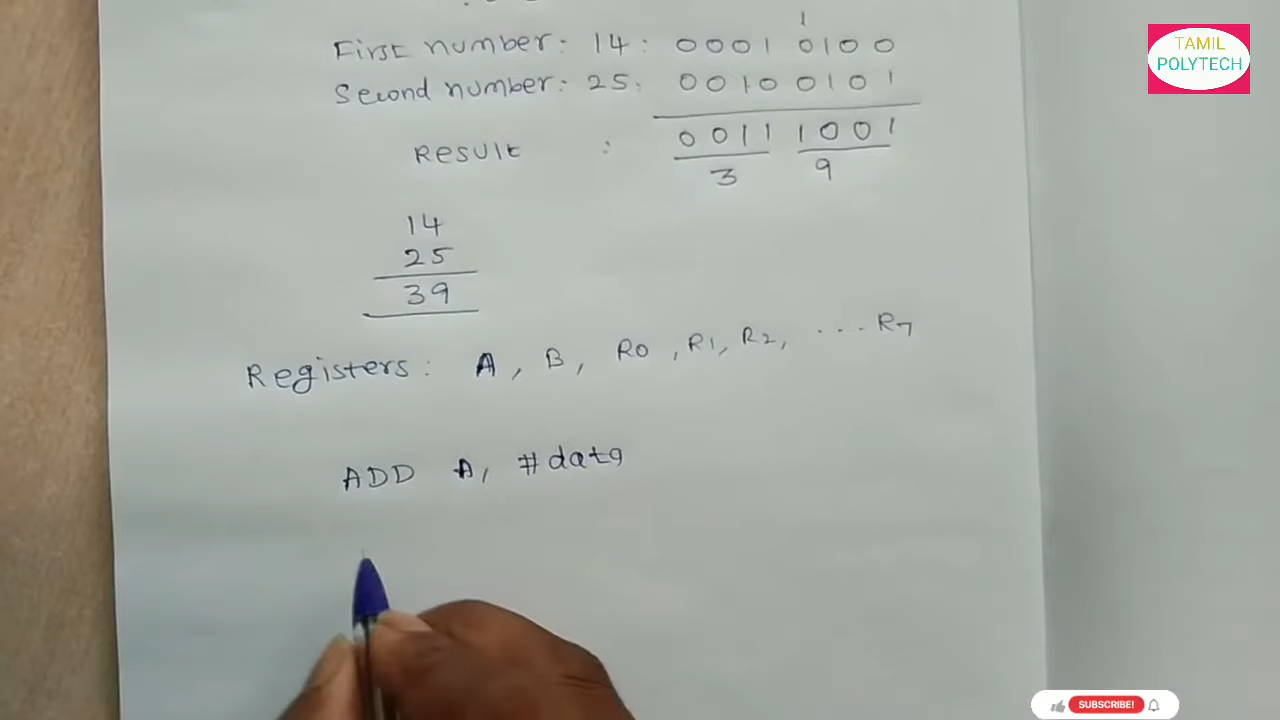 TAMIL
POLYTECH
1
First number: 14: 0001 0100
Second number: 25: 0010 0101
Result : 0011 1001
3 9
14
25
39
Registers: A, B, R0, R1, R2, ... R7
ADD A, #data
SUBSCRIBE!